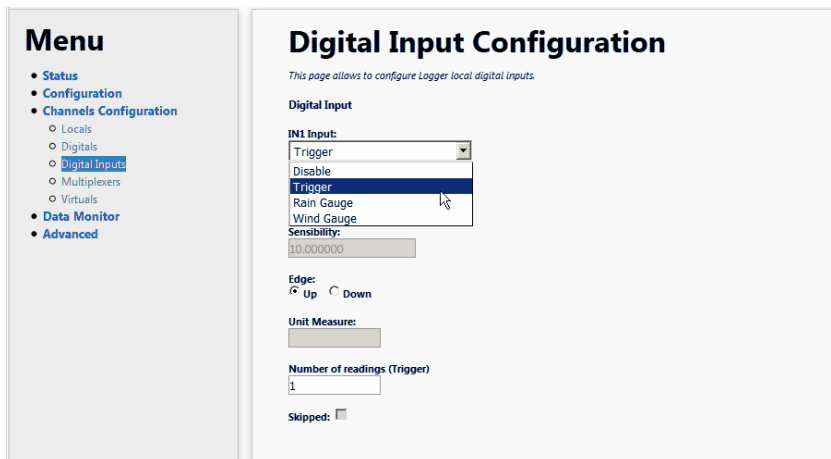 Menu
Status
Configuration
Channels Configuration
Locals
Digitals
Digital Inputs
Multiplexers
Virtuals
Data Monitor
Advanced
Digital Input Configuration
This page allows to configure Logger local digital inputs.
Digital Input
IN1 Input:
Trigger
Disable
Trigger
Rain Gauge
Wind Gauge
Sensibility:
10.000000
Edge:
Up Down
Unit Measure:
Number of readings (Trigger)
1
Skipped: